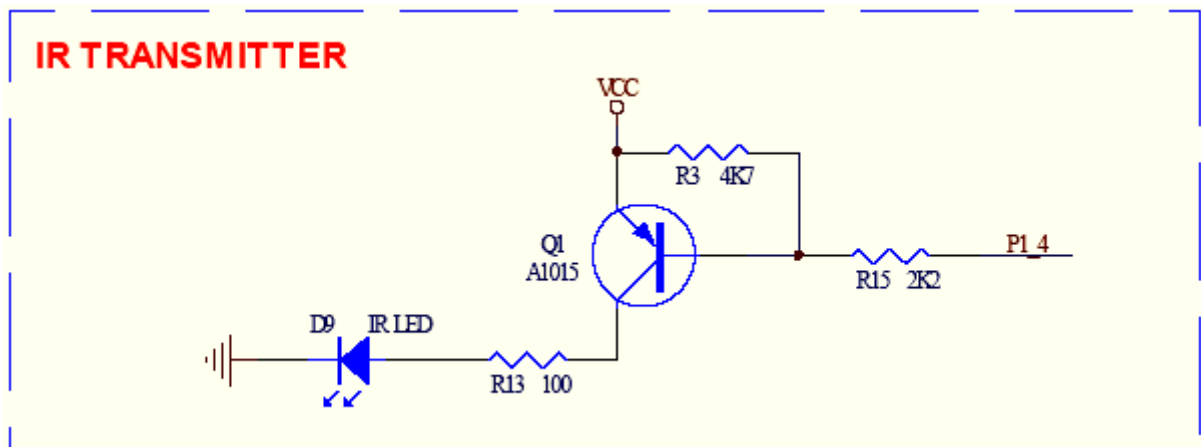 IR TRANSMITTER
VCC
R3 4K7
Q1
A1015
P1_4
R15 2K2
D9 IR LED
R13 100